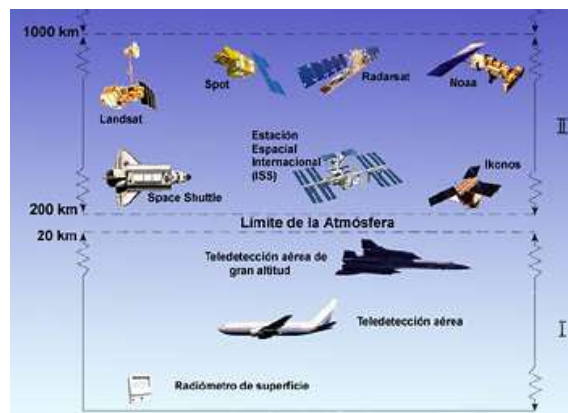 1000 km
Spot
Radarsat
Noaa
Landsat
II
Estación
Espacial
Internacional
(ISS)
Ikonos
Space Shuttle
200 km
Límite de la Atmósfera
20 km
Teledetección aérea de
gran altitud
Teledetección aérea
I
Radiómetro de superficie